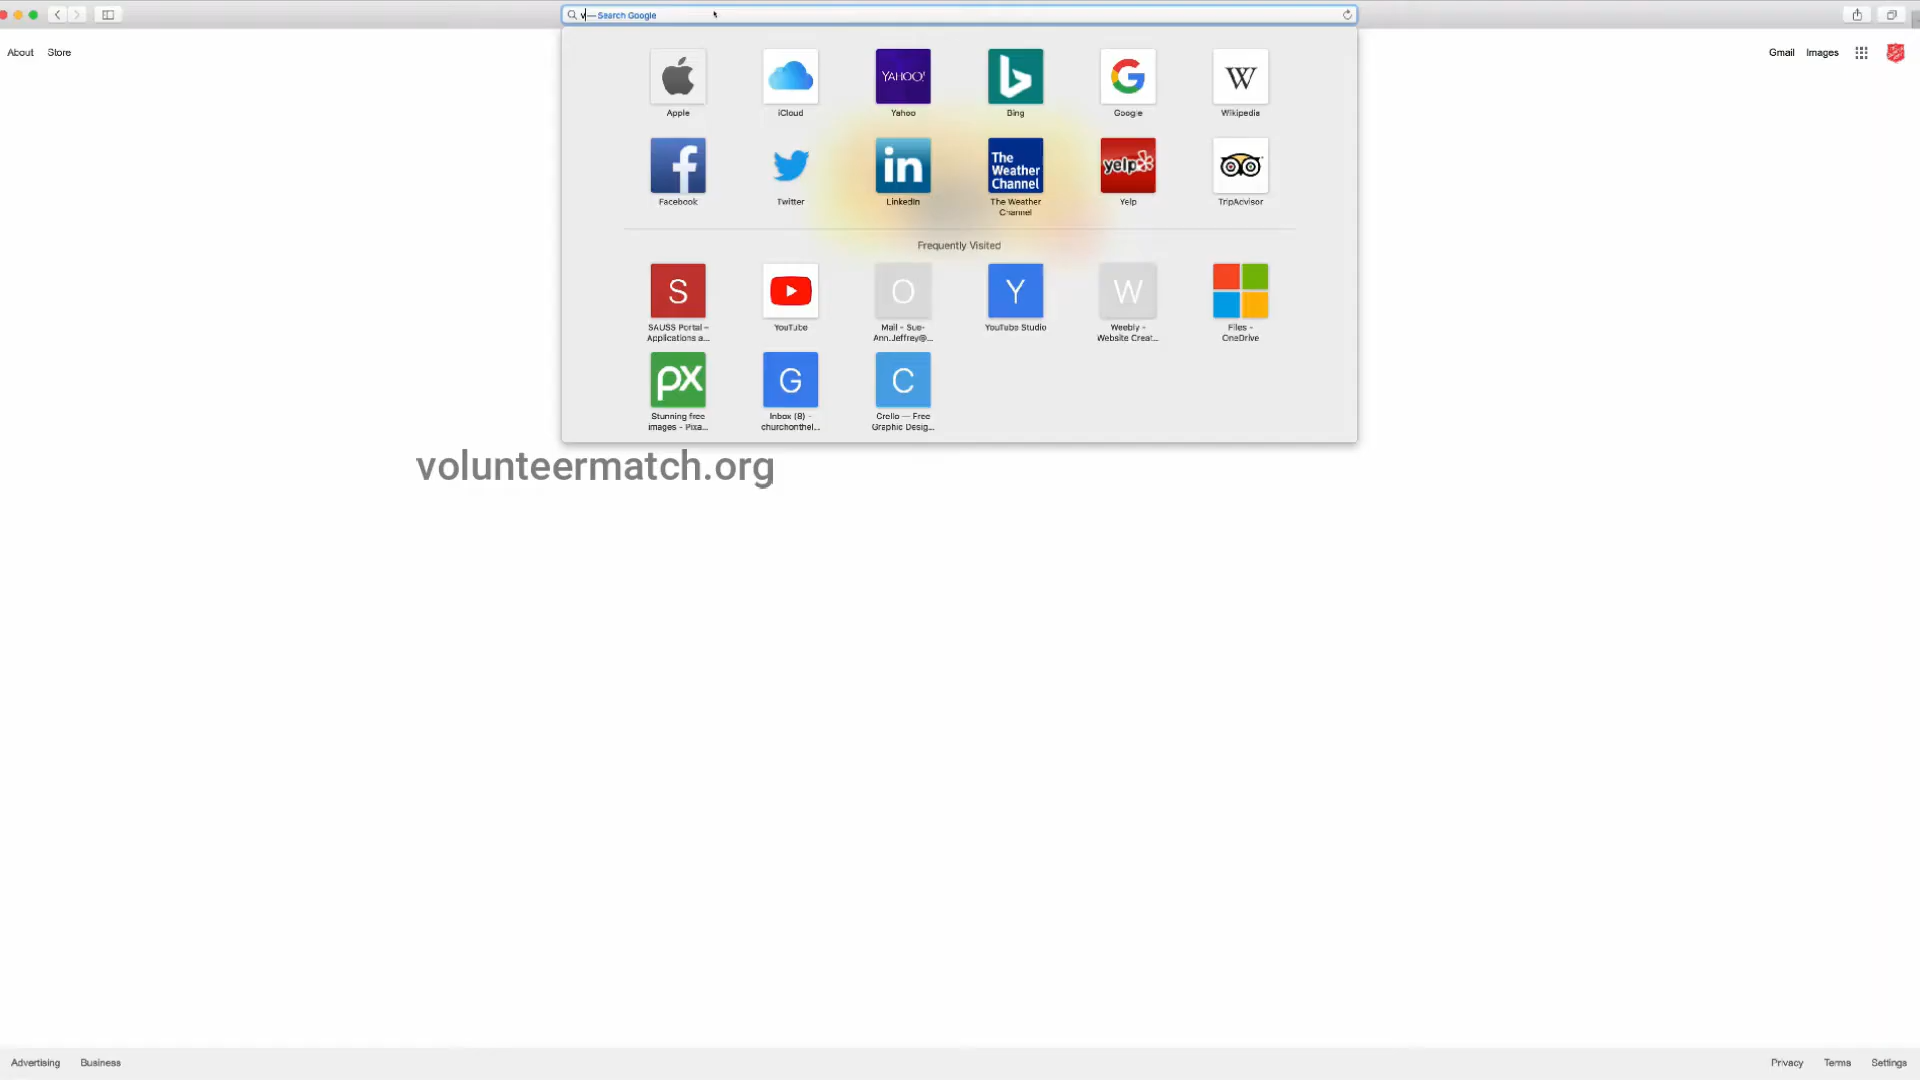 v — Search Google
About Store
Gmail Images
YAHOO!
W
Apple iCloud Yahoo Bing Google Wikipedia
in
The Weather Channel
yelp
Facebook Twitter LinkedIn The Weather Channel Yelp TripAdvisor
Frequently Visited
S O Y W
SAUSS Portal – Applications a... YouTube Mail - Sue-Ann.Jeffrey@... YouTube Studio Weebly - Website Creat... Files - OneDrive
px G C
Stunning free images - Pixa... Inbox (8) - churchonthel... Crello — Free Graphic Desig...
volunteermatch.org
Advertising Business
Privacy Terms Settings